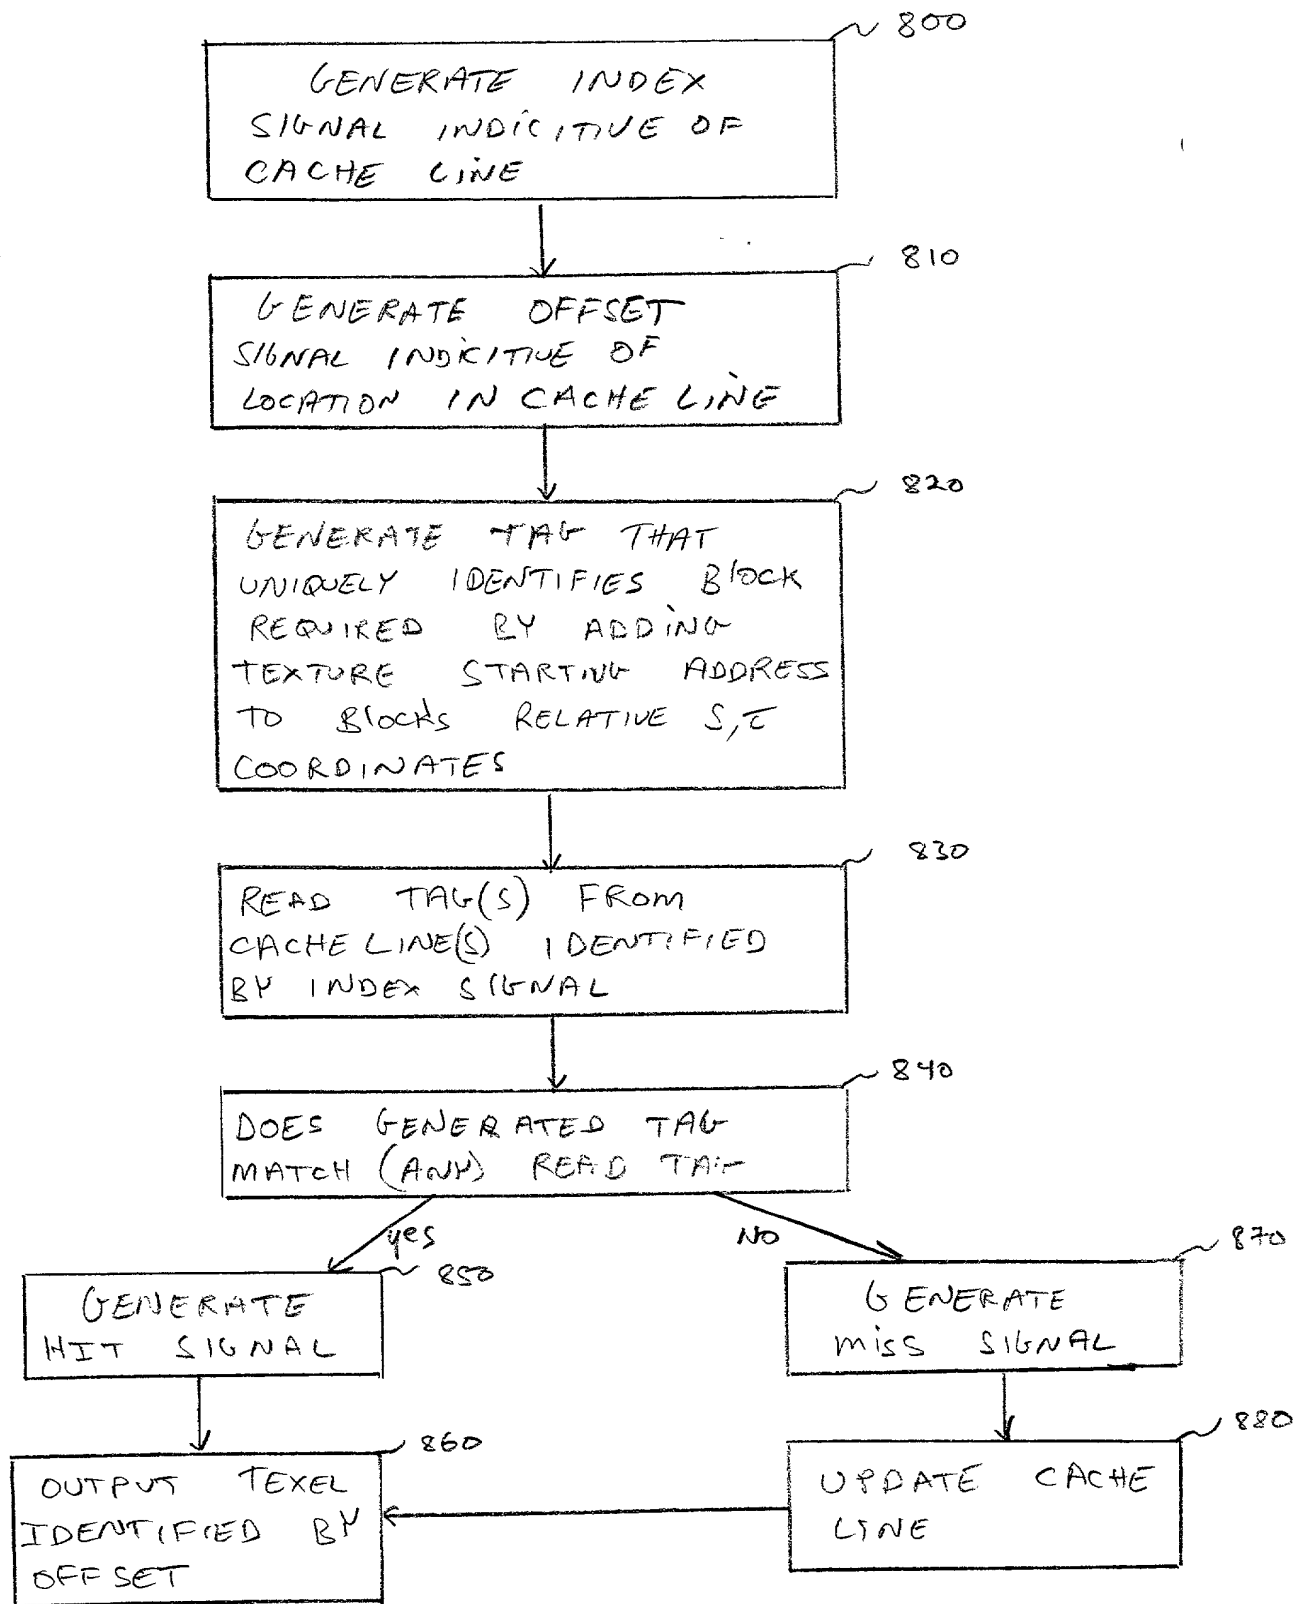 800
GENERATE INDEX
SIGNAL INDICITIVE OF
CACHE LINE
810
GENERATE OFFSET
SIGNAL INDICITIVE OF
LOCATION IN CACHE LINE
820
GENERATE TAG THAT
UNIQUELY IDENTIFIES Block
REQUIRED BY ADDING
TEXTURE STARTING ADDRESS
TO Blocks RELATIVE S,T
COORDINATES
830
READ TAG(S) FROM
CACHE LINE(S) IDENTIFIED
BY INDEX SIGNAL
840
DOES GENERATED TAG
MATCH (ANY) READ TAG
yes
NO
850
GENERATE
HIT SIGNAL
870
GENERATE
MISS SIGNAL
860
OUTPUT TEXEL
IDENTIFIED BY
OFFSET
880
UPDATE CACHE
LINE